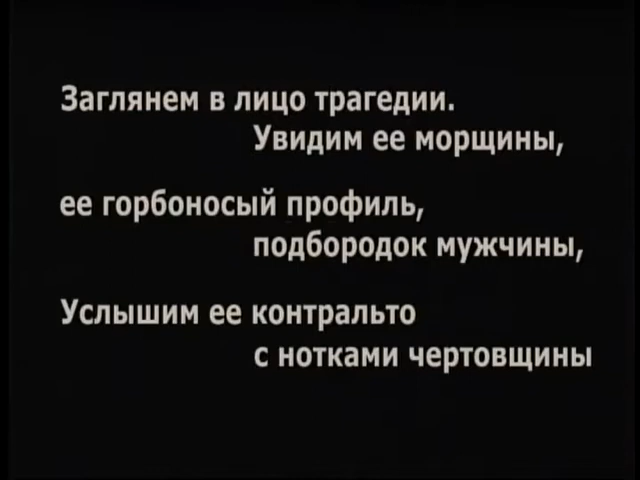 Заглянем в лицо трагедии.
Увидим ее морщины,
ее горбоносый профиль,
подбородок мужчины,
Услышим ее контральто
с нотками чертовщины